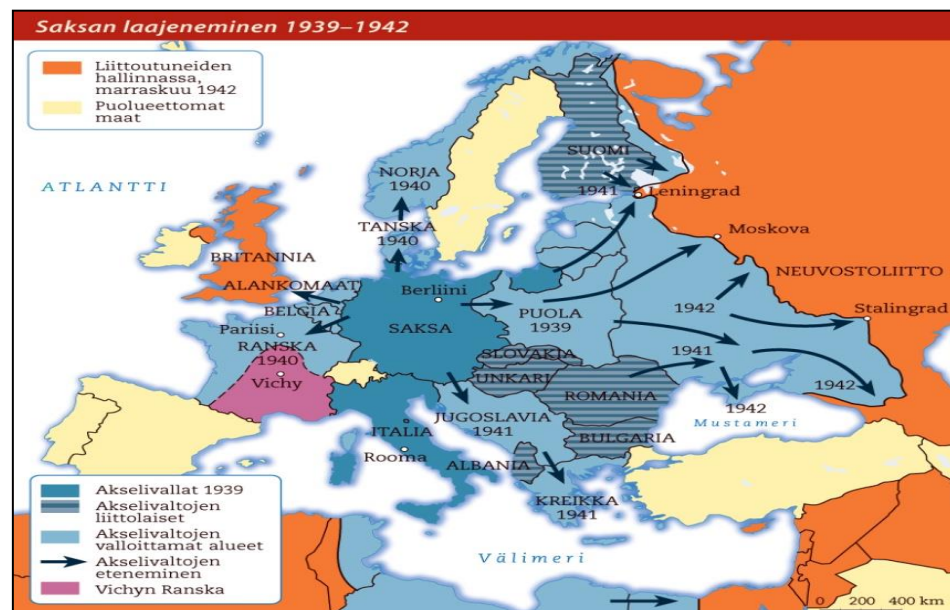 Saksan laajeneminen 1939–1942
Liittoutuneiden
hallinnassa,
marraskuu 1942
Puolueettomat
maat
ATLANTTI
NORJA
1940
SUOMI
1941
Leningrad
TANSKA
1940
Moskova
BRITANNIA
NEUVOSTOLIITTO
ALANKOMAAT
Berliini
BELGIA
PUOLA
1939
1942
Stalingrad
Pariisi
SAKSA
RANSKA
1940
SLOVAKIA
1941
Vichy
UNKARI
1942
ROMANIA
1942
JUGOSLAVIA
1941
Mustameri
ITALIA
BULGARIA
Rooma
ALBANIA
KREIKKA
1941
Välimeri
Akselivallat 1939
Akselivaltojen
liittolaiset
Akselivaltojen
valloittamat alueet
Akselivaltojen
eteneminen
Vichyn Ranska
0 200 400 km